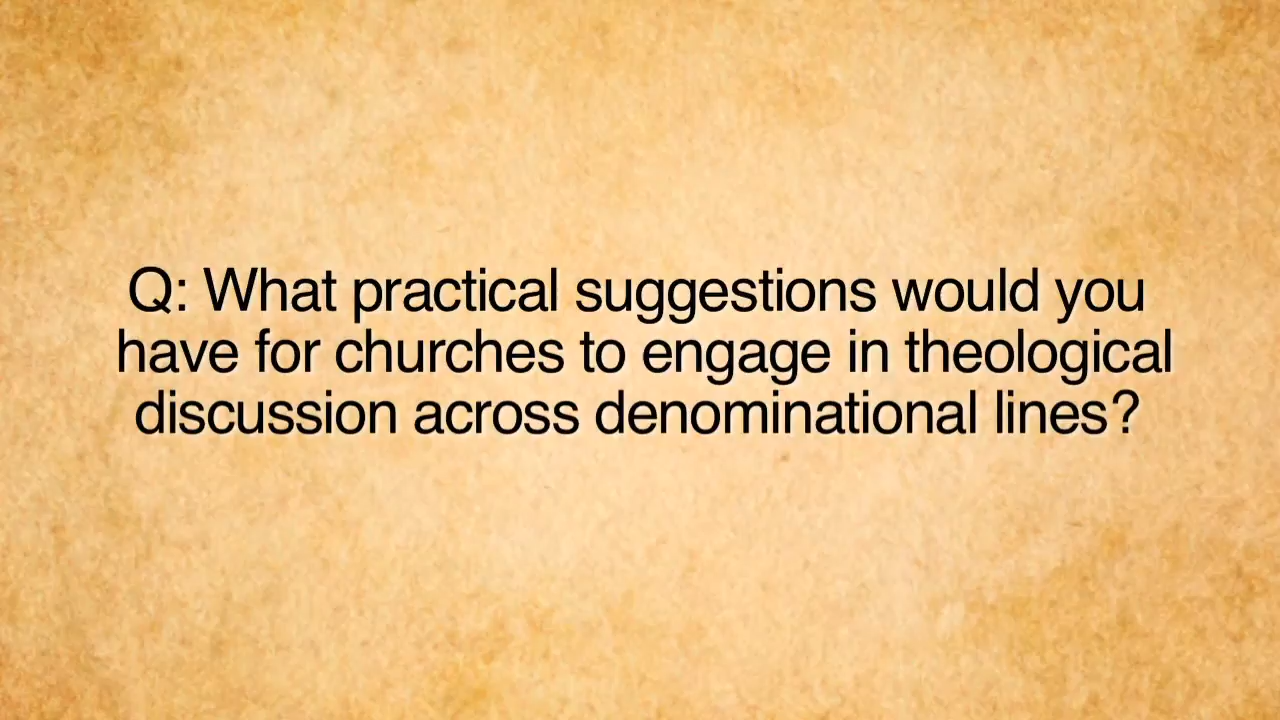 Q: What practical suggestions would you
have for churches to engage in theological
discussion across denominational lines?